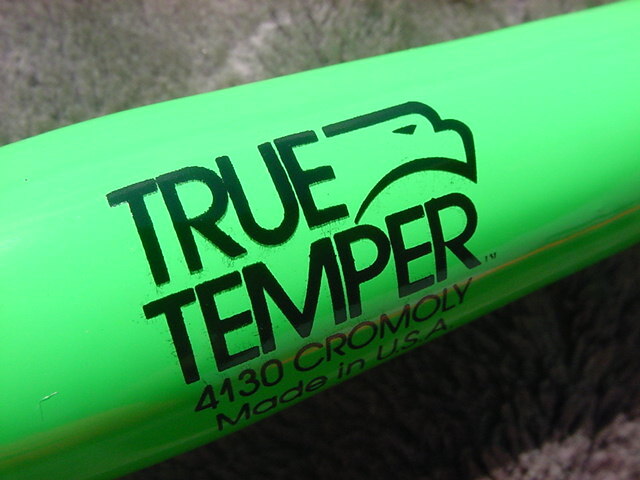 TRUE
TEMPER™
4130 CROMOLY
Made in U.S.A